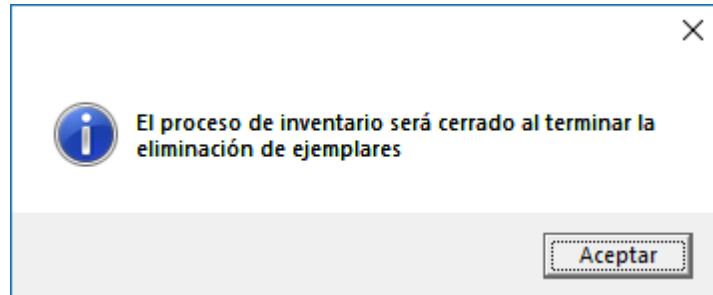 El proceso de inventario será cerrado al terminar la
eliminación de ejemplares
Aceptar